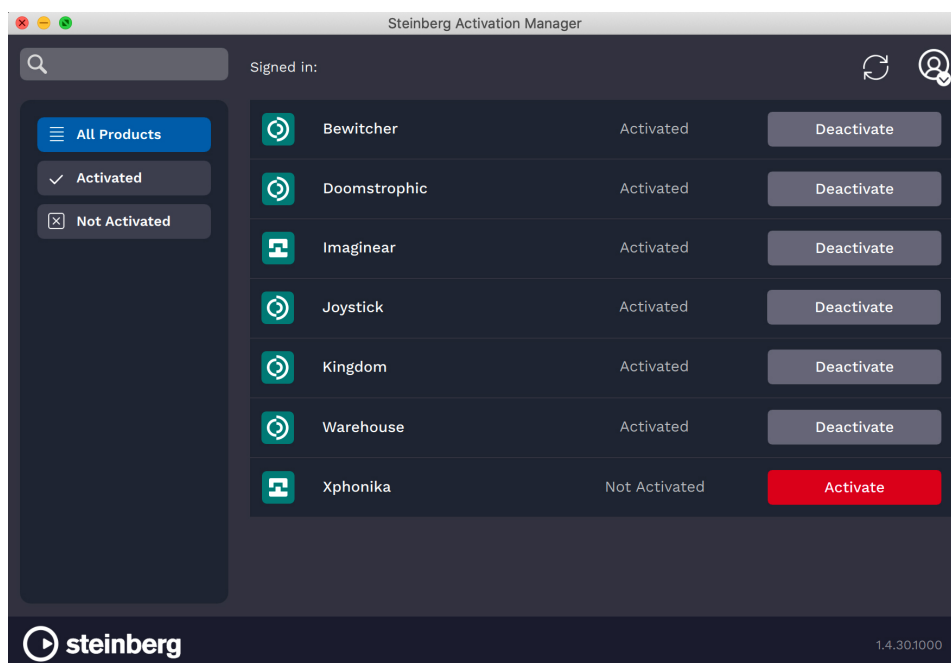 Steinberg Activation Manager
Signed in:
All Products
Activated
Not Activated
Bewitcher Activated Deactivate
Doomstrophic Activated Deactivate
Imaginear Activated Deactivate
Joystick Activated Deactivate
Kingdom Activated Deactivate
Warehouse Activated Deactivate
Xphonika Not Activated Activate
steinberg
1.4.30.1000